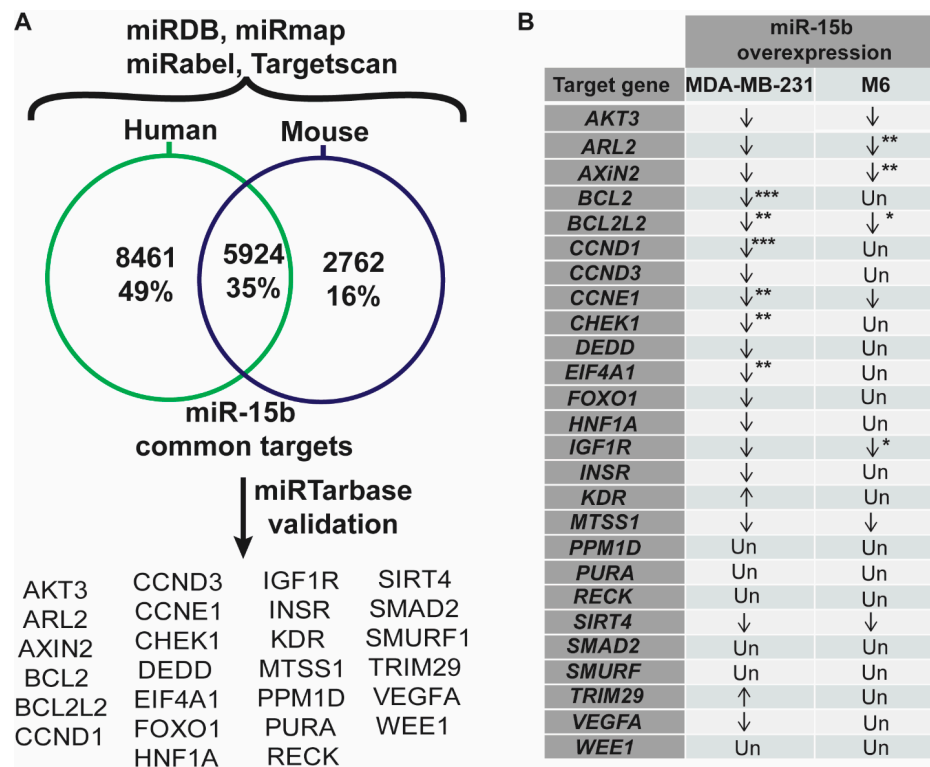 A
miRDB, miRmap
miRabel, Targetscan
Human Mouse
8461 5924 2762
49% 35% 16%
miR-15b
common targets
miRTarbase
validation
AKT3
ARL2
AXIN2
BCL2
BCL2L2
CCND1
CCND3
CCNE1
CHEK1
DEDD
EIF4A1
FOXO1
HNF1A
IGF1R
INSR
KDR
MTSS1
PPM1D
PURA
RECK
SIRT4
SMAD2
SMURF1
TRIM29
VEGFA
WEE1
B
miR-15b
overexpression
Target gene MDA-MB-231 M6
AKT3 ↓ ↓
ARL2 ↓ ↓**
AXiN2 ↓ ↓**
BCL2 ↓*** Un
BCL2L2 ↓** ↓*
CCND1 ↓*** Un
CCND3 ↓ Un
CCNE1 ↓** ↓
CHEK1 ↓** Un
DEDD ↓ Un
EIF4A1 ↓** Un
FOXO1 ↓ Un
HNF1A ↓ Un
IGF1R ↓ ↓*
INSR ↓ Un
KDR ↑ Un
MTSS1 ↓ ↓
PPM1D Un Un
PURA Un Un
RECK Un Un
SIRT4 ↓ ↓
SMAD2 Un Un
SMURF Un Un
TRIM29 ↑ Un
VEGFA ↓ Un
WEE1 Un Un